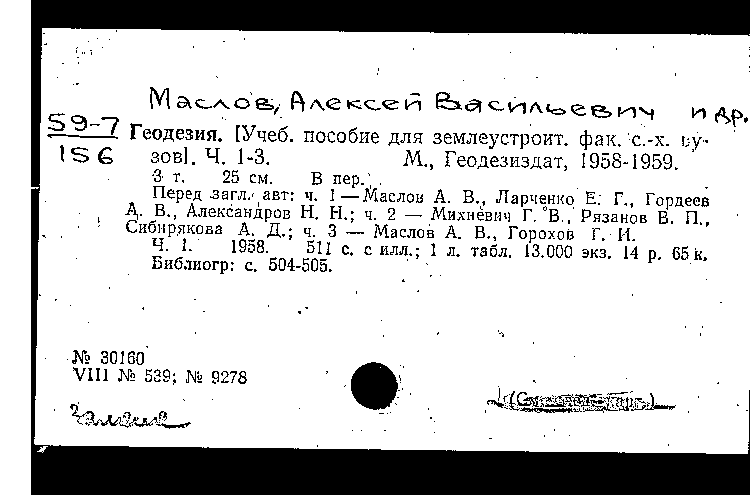 Маслов, Алексей Васильевич и др.
59-7
156
Геодезия. [Учеб. пособие для землеустроит. фак. с.-х. вузов]. Ч. 1-3. М., Геодезиздат, 1958-1959.
3 т. 25 см. В пер.
Перед загл. авт: ч. 1 — Маслов А. В., Ларченко Е. Г., Гордеев
А. В., Александров Н. Н.; ч. 2 — Михневич Г. В., Рязанов В. П.,
Сибирякова А. Д.; ч. 3 — Маслов А. В., Горохов Г. И.
Ч. 1. 1958. 511 с. с илл.; 1 л. табл. 13.000 экз. 14 р. 65 к.
Библиогр: с. 504-505.
№ 30160
VIII № 539; № 9278